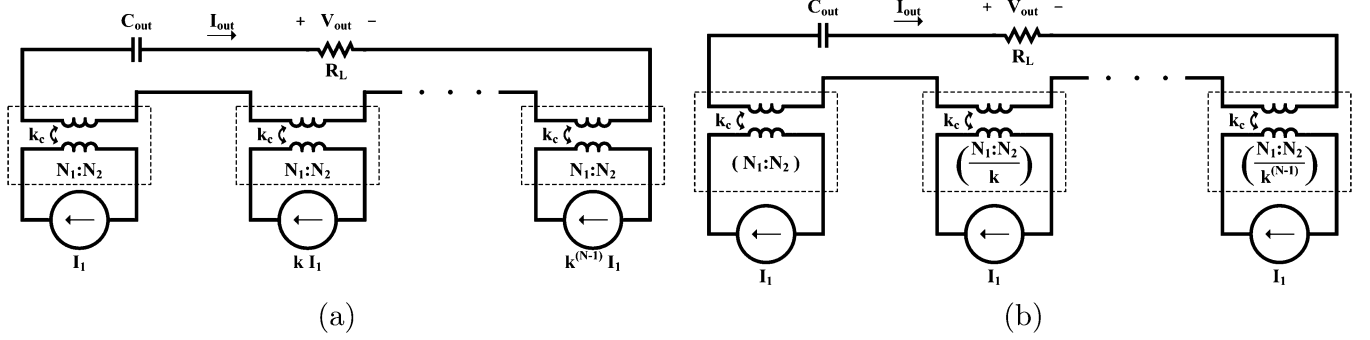 C_out I_out + V_out −
R_L
. . .
k_c k_c k_c
N_1:N_2 N_1:N_2 N_1:N_2
I_1 k I_1 k^(N-1) I_1
(a)
C_out I_out + V_out −
R_L
. . .
k_c k_c k_c
( N_1:N_2 ) (N_1:N_2 / k) (N_1:N_2 / k^(N-1))
I_1 I_1 I_1
(b)